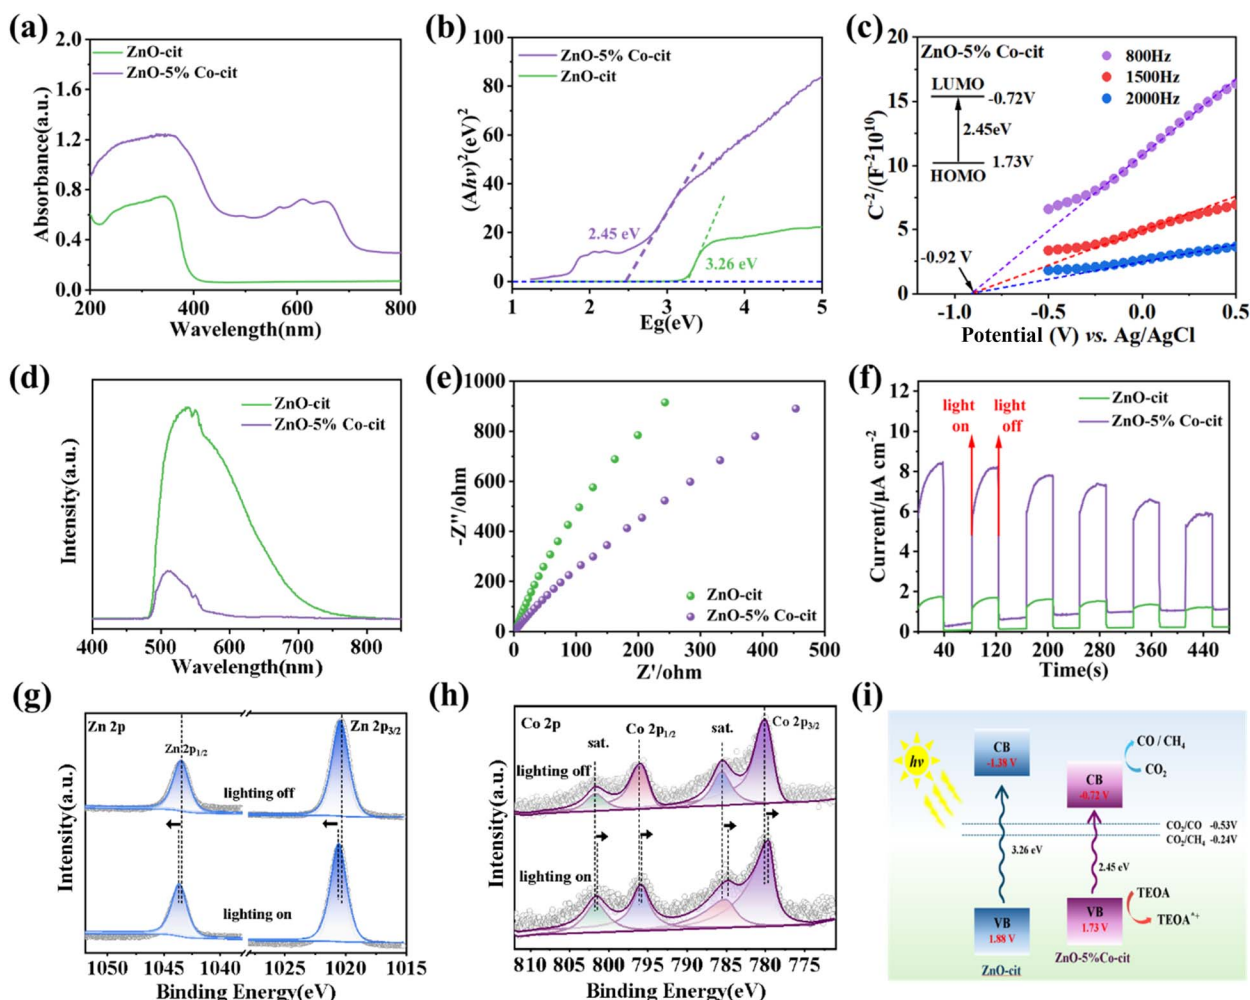 (a)
2.0
1.6
1.2
0.8
0.4
0.0
200
400
600
800
Absorbance(a.u.)
Wavelength(nm)
ZnO-cit
ZnO-5% Co-cit
(b)
100
80
60
40
20
0
1
2
3
4
5
(Ahν)²(eV)²
Eg(eV)
ZnO-5% Co-cit
ZnO-cit
2.45 eV
3.26 eV
(c)
20
15
10
5
0
-1.0
-0.5
0.0
0.5
C⁻²/(F⁻²10¹⁰)
Potential (V) vs. Ag/AgCl
ZnO-5% Co-cit
800Hz
1500Hz
2000Hz
LUMO
-0.72V
2.45eV
1.73V
HOMO
-0.92 V
(d)
Intensity(a.u.)
ZnO-cit
ZnO-5% Co-cit
400
500
600
700
800
Wavelength(nm)
(e)
1000
800
600
400
200
0
0
100
200
300
400
500
-Z''/ohm
Z'/ohm
ZnO-cit
ZnO-5% Co-cit
(f)
12
10
8
6
4
2
0
40
120
200
280
360
440
Current/μA cm⁻²
Time(s)
ZnO-cit
ZnO-5% Co-cit
light on
light off
(g)
Zn 2p
Zn 2p1/2
Zn 2p3/2
lighting off
lighting on
Intensity(a.u.)
1050
1045
1040
1025
1020
1015
Binding Energy(eV)
(h)
Co 2p
sat.
Co 2p1/2
sat.
Co 2p3/2
lighting off
lighting on
Intensity(a.u.)
810
805
800
795
790
785
780
775
Binding Energy(eV)
(i)
hν
CB
-1.38 V
CB
-0.72 V
CO / CH₄
CO₂
CO₂/CO -0.53V
CO₂/CH₄ -0.24V
3.26 eV
2.45 eV
VB
1.88 V
VB
1.73 V
TEOA
TEOA*⁺
ZnO-cit
ZnO-5%Co-cit